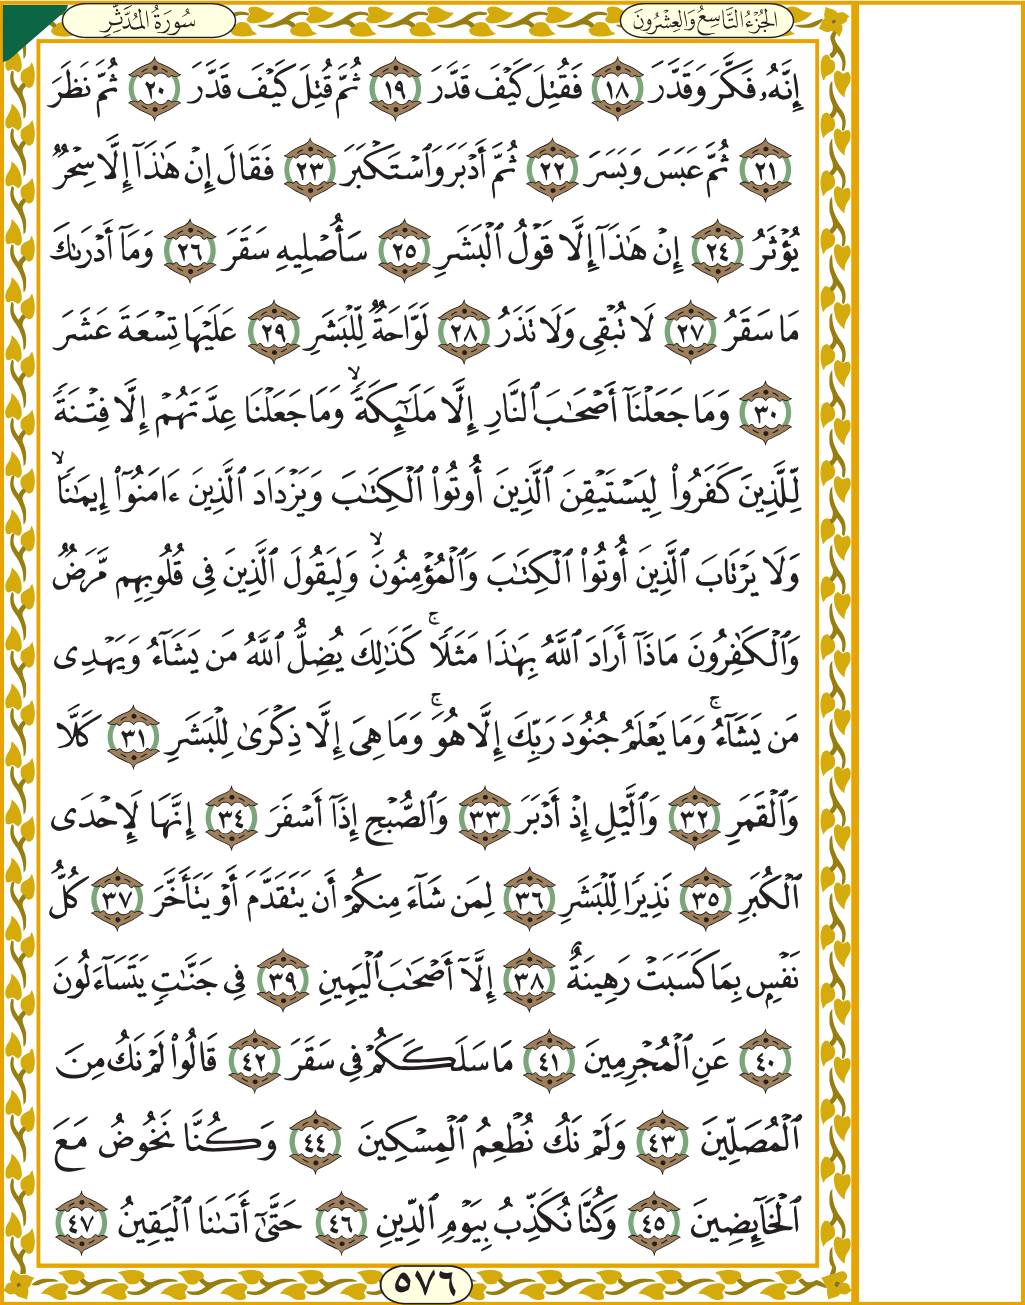 الجُزْءُ التَّاسِعُ وَالعِشْرُونَ
سُورَةُ المُدَّثِّرِ
إِنَّهُۥ فَكَّرَ وَقَدَّرَ ١٨ فَقُتِلَ كَيْفَ قَدَّرَ ١٩ ثُمَّ قُتِلَ كَيْفَ قَدَّرَ ٢٠ ثُمَّ نَظَرَ
٢١ ثُمَّ عَبَسَ وَبَسَرَ ٢٢ ثُمَّ أَدْبَرَ وَٱسْتَكْبَرَ ٢٣ فَقَالَ إِنْ هَٰذَآ إِلَّا سِحْرٌ
يُؤْثَرُ ٢٤ إِنْ هَٰذَآ إِلَّا قَوْلُ ٱلْبَشَرِ ٢٥ سَأُصْلِيهِ سَقَرَ ٢٦ وَمَآ أَدْرَىٰكَ
مَا سَقَرُ ٢٧ لَا تُبْقِى وَلَا تَذَرُ ٢٨ لَوَّاحَةٌ لِّلْبَشَرِ ٢٩ عَلَيْهَا تِسْعَةَ عَشَرَ
٣٠ وَمَا جَعَلْنَآ أَصْحَٰبَ ٱلنَّارِ إِلَّا مَلَٰٓئِكَةًۙ وَمَا جَعَلْنَا عِدَّتَهُمْ إِلَّا فِتْنَةً
لِّلَّذِينَ كَفَرُوا۟ لِيَسْتَيْقِنَ ٱلَّذِينَ أُوتُوا۟ ٱلْكِتَٰبَ وَيَزْدَادَ ٱلَّذِينَ ءَامَنُوٓا۟ إِيمَٰنًاۙ
وَلَا يَرْتَابَ ٱلَّذِينَ أُوتُوا۟ ٱلْكِتَٰبَ وَٱلْمُؤْمِنُونَۙ وَلِيَقُولَ ٱلَّذِينَ فِى قُلُوبِهِم مَّرَضٌ
وَٱلْكَٰفِرُونَ مَاذَآ أَرَادَ ٱللَّهُ بِهَٰذَا مَثَلًاۚ كَذَٰلِكَ يُضِلُّ ٱللَّهُ مَن يَشَآءُ وَيَهْدِى
مَن يَشَآءُۚ وَمَا يَعْلَمُ جُنُودَ رَبِّكَ إِلَّا هُوَۚ وَمَا هِىَ إِلَّا ذِكْرَىٰ لِلْبَشَرِ ٣١ كَلَّا
وَٱلْقَمَرِ ٣٢ وَٱلَّيْلِ إِذْ أَدْبَرَ ٣٣ وَٱلصُّبْحِ إِذَآ أَسْفَرَ ٣٤ إِنَّهَا لَإِحْدَى
ٱلْكُبَرِ ٣٥ نَذِيرًا لِّلْبَشَرِ ٣٦ لِمَن شَآءَ مِنكُمْ أَن يَتَقَدَّمَ أَوْ يَتَأَخَّرَ ٣٧ كُلُّ
نَفْسٍۭ بِمَا كَسَبَتْ رَهِينَةٌ ٣٨ إِلَّآ أَصْحَٰبَ ٱلْيَمِينِ ٣٩ فِى جَنَّٰتٍ يَتَسَآءَلُونَ
٤٠ عَنِ ٱلْمُجْرِمِينَ ٤١ مَا سَلَكَكُمْ فِى سَقَرَ ٤٢ قَالُوا۟ لَمْ نَكُ مِنَ
ٱلْمُصَلِّينَ ٤٣ وَلَمْ نَكُ نُطْعِمُ ٱلْمِسْكِينَ ٤٤ وَكُنَّا نَخُوضُ مَعَ
ٱلْخَآئِضِينَ ٤٥ وَكُنَّا نُكَذِّبُ بِيَوْمِ ٱلدِّينِ ٤٦ حَتَّىٰٓ أَتَىٰنَا ٱلْيَقِينُ ٤٧
٥٧٦